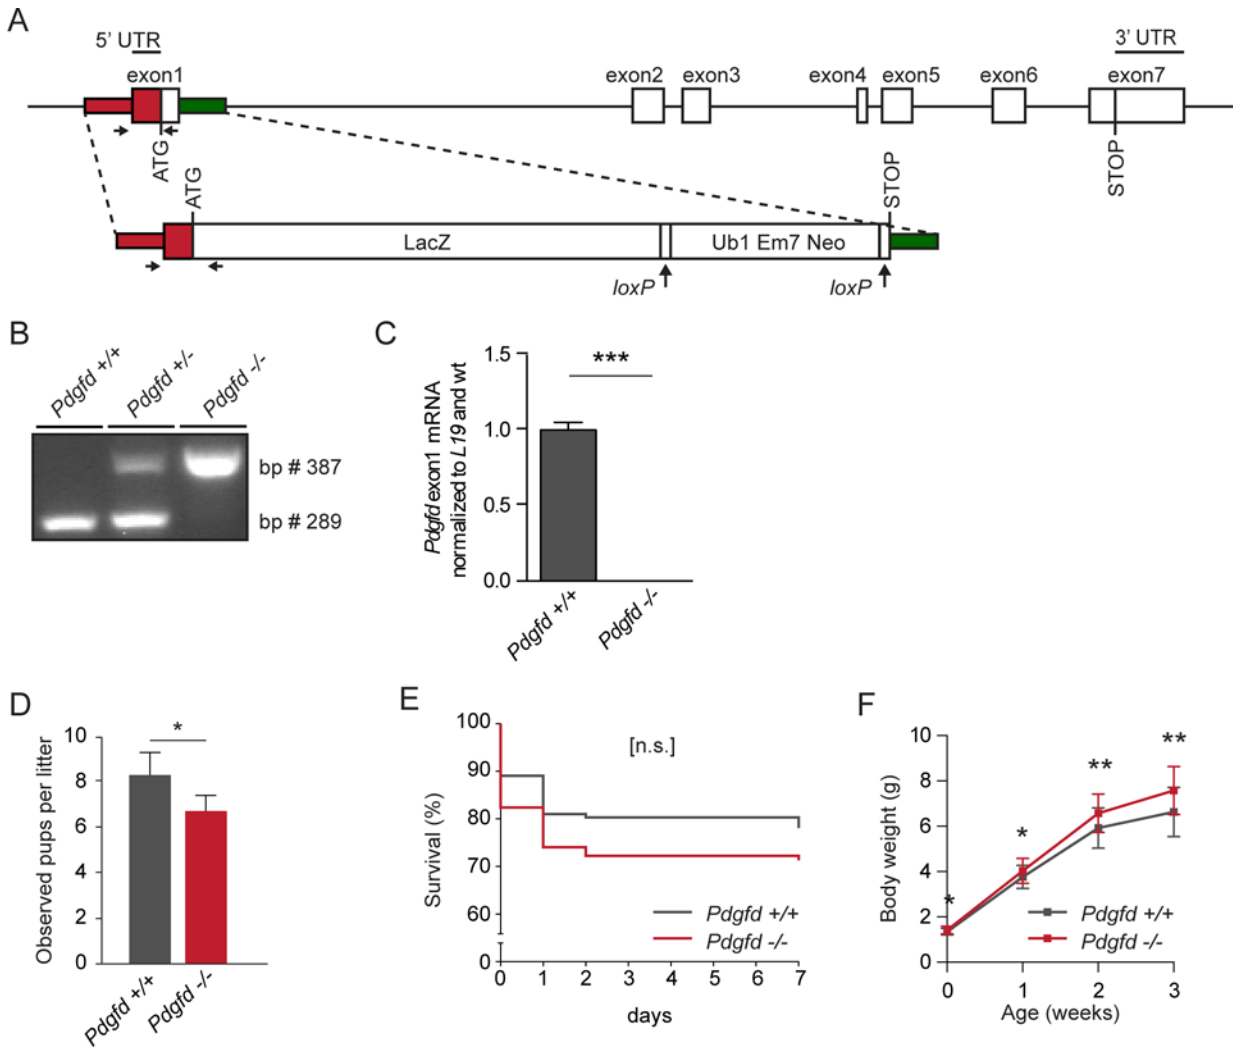 A
5' UTR
3' UTR
exon1
exon2
exon3
exon4
exon5
exon6
exon7
ATG
STOP
ATG
STOP
LacZ
Ub1 Em7 Neo
loxP
loxP
B
Pdgfd +/+
Pdgfd +/-
Pdgfd -/-
bp # 387
bp # 289
C
Pdgfd exon1 mRNA
normalized to L19 and wt
1.5
1.0
0.5
0.0
***
Pdgfd +/+
Pdgfd -/-
D
Observed pups per litter
10
8
6
4
2
0
*
Pdgfd +/+
Pdgfd -/-
E
Survival (%)
100
90
80
70
60
0
[n.s.]
Pdgfd +/+
Pdgfd -/-
0 1 2 3 4 5 6 7
days
F
Body weight (g)
10
8
6
4
2
0
*
*
**
**
Pdgfd +/+
Pdgfd -/-
0 1 2 3
Age (weeks)